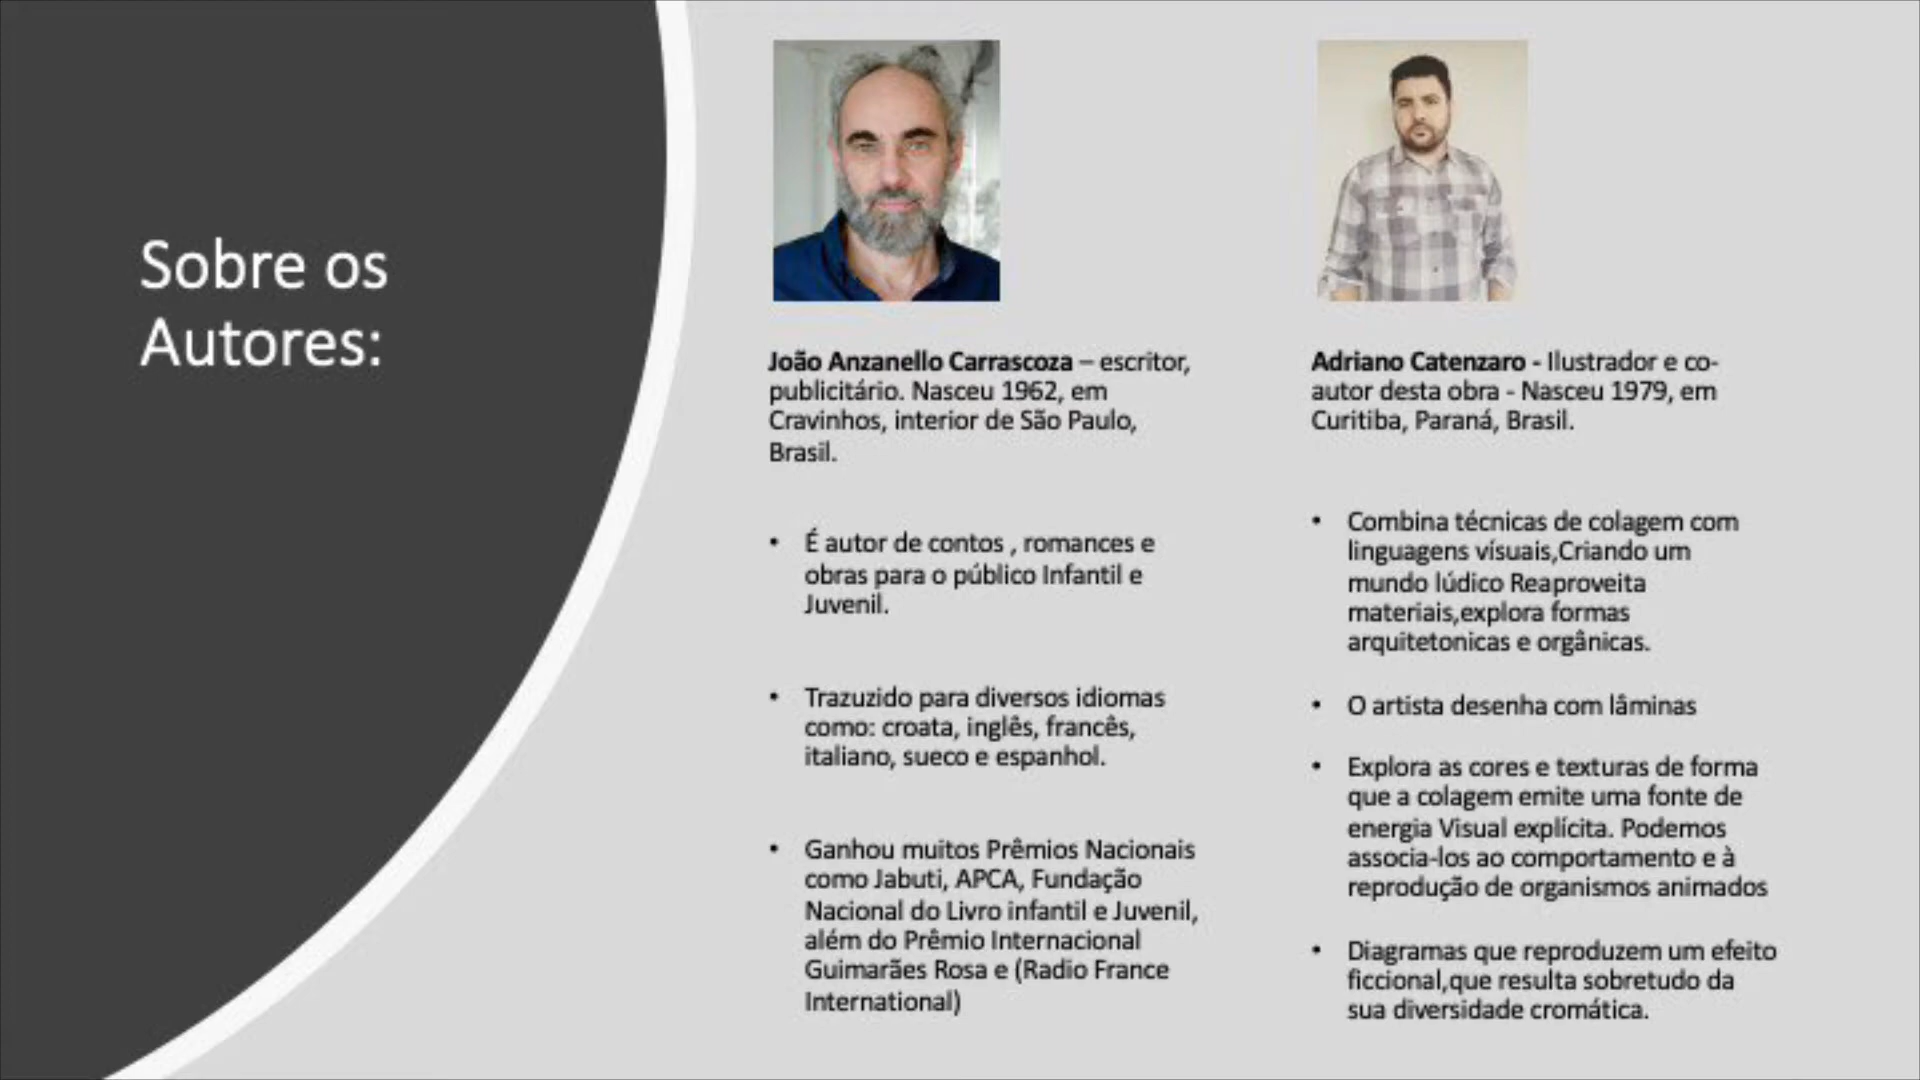 Sobre os
Autores:
João Anzanello Carrascoza – escritor,
publicitário. Nasceu 1962, em
Cravinhos, interior de São Paulo,
Brasil.
• É autor de contos , romances e
obras para o público Infantil e
Juvenil.
• Trazuzido para diversos idiomas
como: croata, inglês, francês,
italiano, sueco e espanhol.
• Ganhou muitos Prêmios Nacionais
como Jabuti, APCA, Fundação
Nacional do Livro infantil e Juvenil,
além do Prêmio Internacional
Guimarães Rosa e (Radio France
International)
Adriano Catenzaro - Ilustrador e co-
autor desta obra - Nasceu 1979, em
Curitiba, Paraná, Brasil.
• Combina técnicas de colagem com
linguagens vísuais,Criando um
mundo lúdico Reaproveita
materiais,explora formas
arquitetonicas e orgânicas.
• O artista desenha com lâminas
• Explora as cores e texturas de forma
que a colagem emite uma fonte de
energia Visual explícita. Podemos
associa-los ao comportamento e à
reprodução de organismos animados
• Diagramas que reproduzem um efeito
ficcional,que resulta sobretudo da
sua diversidade cromática.